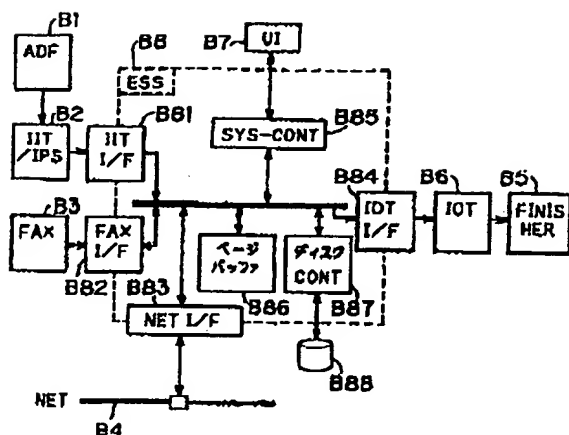 B1
ADF
B8
ESS
B7
UI
B2
B81
IIT
/IPS
IIT
I/F
SYS-CONT
B85
B84
B6
B5
B3
FAX
FAX
I/F
B82
ページ
バッファ
ディスク
CONT
IOT
I/F
IOT
FINIS
HER
B83
B86
B87
NET I/F
B88
NET
B4